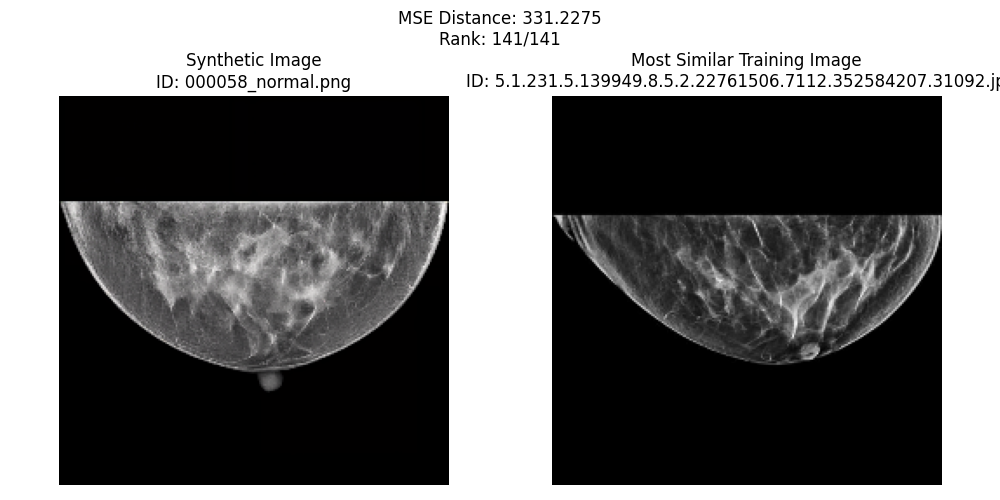 MSE Distance: 331.2275
Rank: 141/141
Synthetic Image
ID: 000058_normal.png
Most Similar Training Image
ID: 5.1.231.5.139949.8.5.2.22761506.7112.352584207.31092.jp